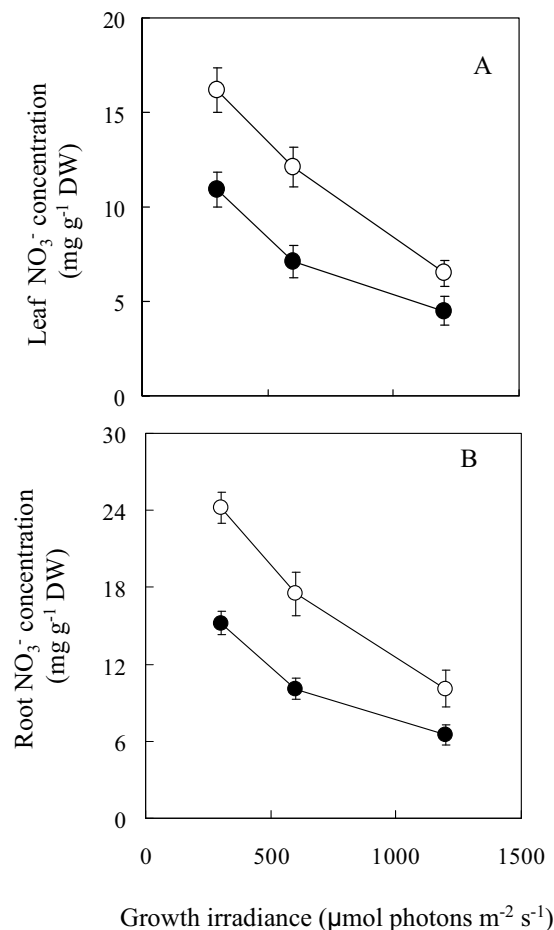 20
A
15
10
5
0
Leaf NO₃⁻ concentration
(mg g⁻¹ DW)
30
B
24
18
12
6
0
Root NO₃⁻ concentration
(mg g⁻¹ DW)
0 500 1000 1500
Growth irradiance (μmol photons m⁻² s⁻¹)